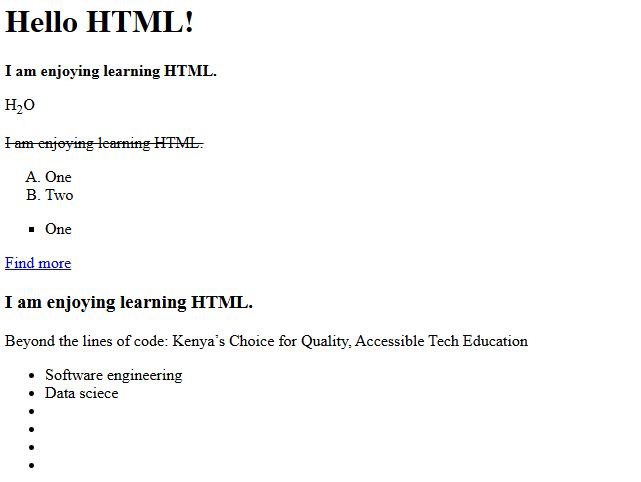 Hello HTML!
I am enjoying learning HTML.
H₂O
I am enjoying learning HTML.
A. One
B. Two
▪ One
Find more
I am enjoying learning HTML.
Beyond the lines of code: Kenya’s Choice for Quality, Accessible Tech Education
• Software engineering
• Data sciece
•
•
•
•